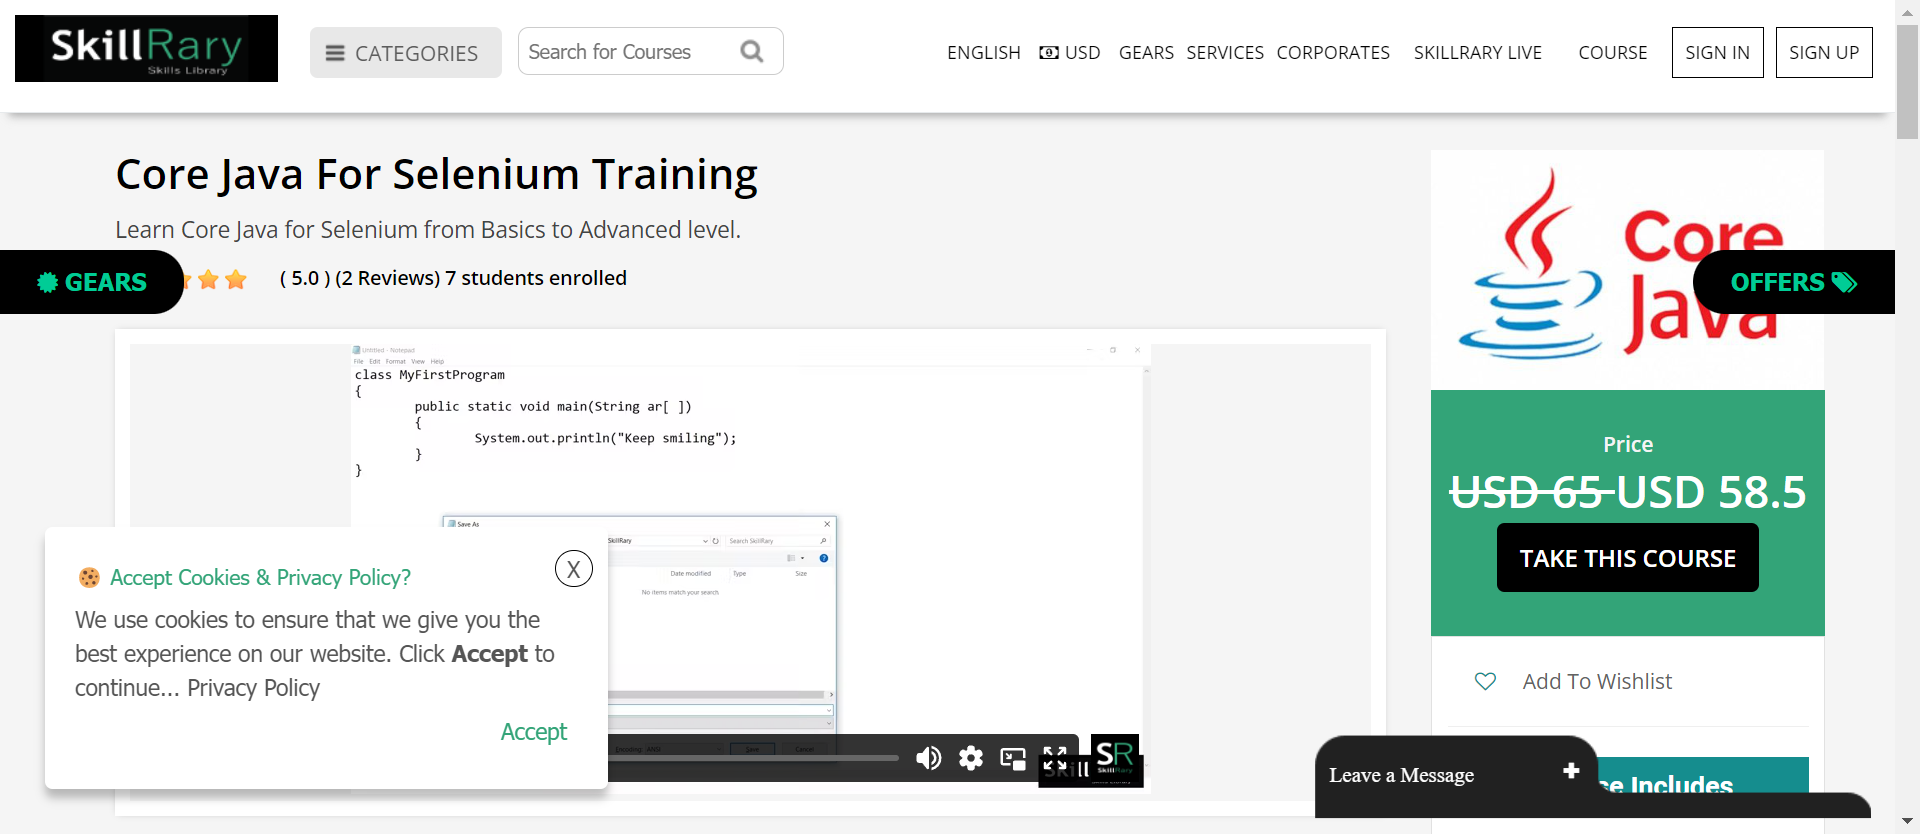 SkillRary
Skills Library
CATEGORIES
Search for Courses
ENGLISH
USD
GEARS
SERVICES
CORPORATES
SKILLRARY LIVE
COURSE
SIGN IN
SIGN UP
Core Java For Selenium Training
Learn Core Java for Selenium from Basics to Advanced level.
GEARS
( 5.0 ) (2 Reviews) 7 students enrolled
Core
Java
OFFERS
Untitled - Notepad
File Edit Format View Help
class MyFirstProgram
{
public static void main(String ar[ ])
{
System.out.println("Keep smiling");
}
}
Save As
SkillRary
Search SkillRary
Date modified
Type
Size
No items match your search.
Encoding: ANSI
Save
Cancel
Accept Cookies & Privacy Policy?
X
We use cookies to ensure that we give you the
best experience on our website. Click Accept to
continue... Privacy Policy
Accept
SR
SkillRary
Skill
Price
USD 65 USD 58.5
TAKE THIS COURSE
Add To Wishlist
Leave a Message
se Includes